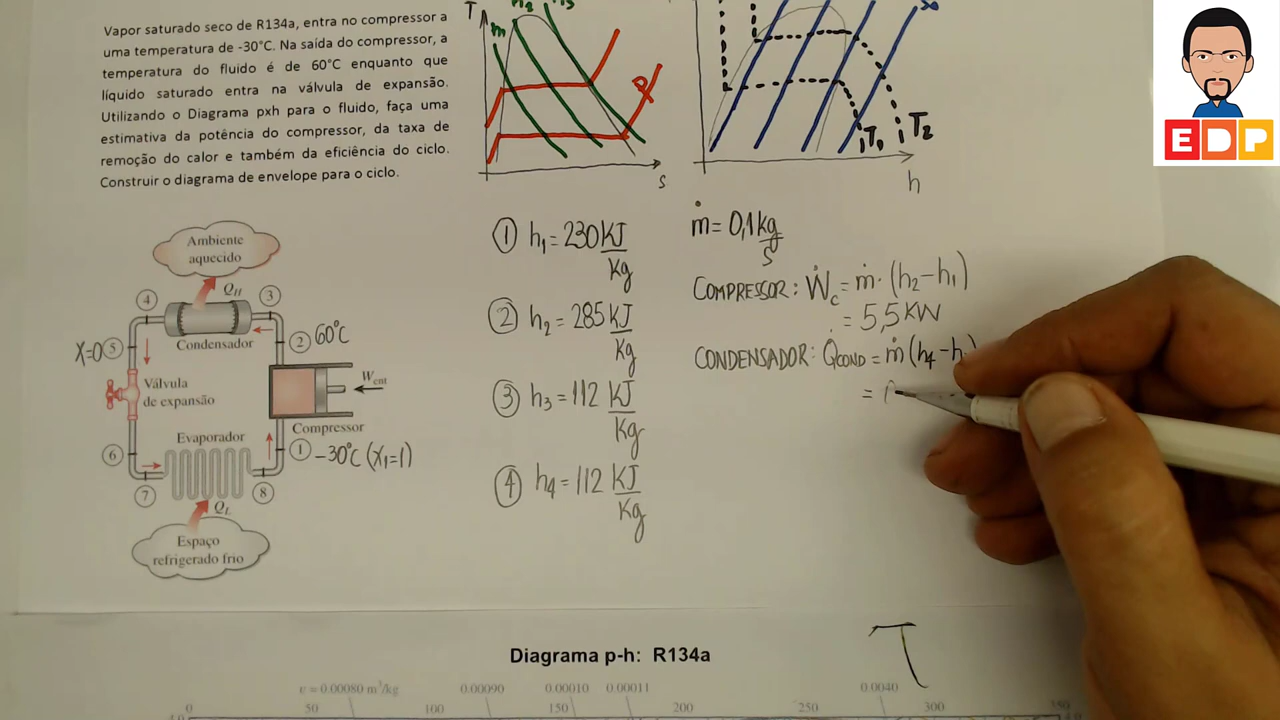 Vapor saturado seco de R134a, entra no compressor a
uma temperatura de -30°C. Na saída do compressor, a
temperatura do fluido é de 60°C enquanto que
líquido saturado entra na válvula de expansão.
Utilizando o Diagrama pxh para o fluido, faça uma
estimativa da potência do compressor, da taxa de
remoção do calor e também da eficiência do ciclo.
Construir o diagrama de envelope para o ciclo.
T
s
h
T₁
T₂
EDP
Ambiente
aquecido
Q_H
4
3
Condensador
X=0 5
2 60°C
Válvula
de expansão
W_ent
Compressor
Evaporador
6
1 -30°C (X₁=1)
7
8
Q_L
Espaço
refrigerado frio
① h₁ = 230 kJ/kg
② h₂ = 285 kJ/kg
③ h₃ = 112 kJ/kg
④ h₄ = 112 kJ/kg
ṁ = 0,1 kg/s
COMPRESSOR: Ẇc = ṁ · (h₂-h₁)
= 5,5 KW
CONDENSADOR: Q̇COND = ṁ (h₄-h
=
Diagrama p-h: R134a
v = 0.00080 m³/kg 0.00090 0.00010 0.00011 0.0040
50 100 150 200 250 300 350